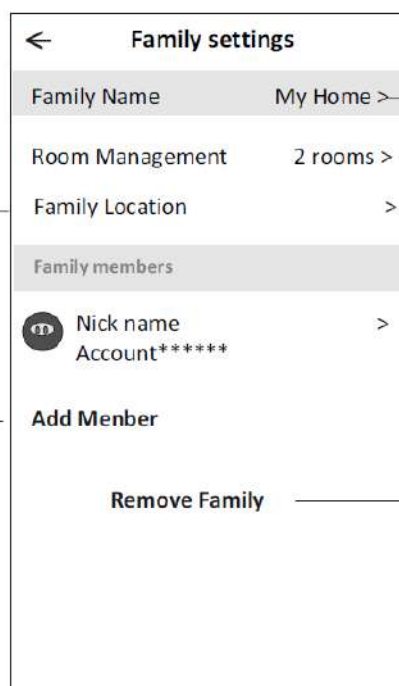 ← Family settings
Family Name My Home >
Room Management 2 rooms >
Family Location >
Family members
Nick name >
Account******
Add Menber
Remove Family